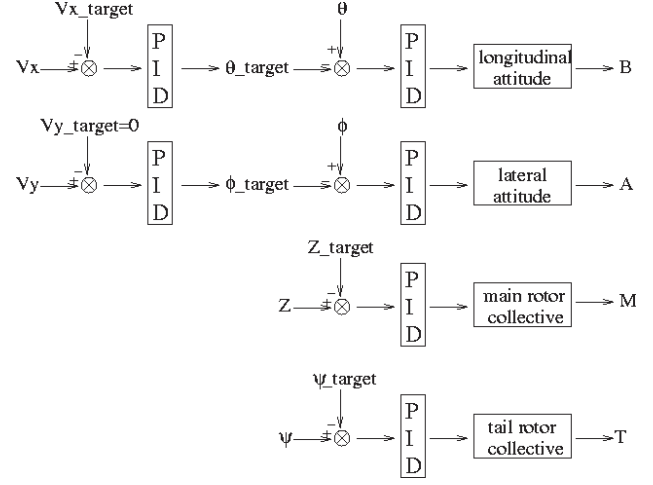 Vx_target
θ
−
+
P
I
D
P
I
D
Vx
+
θ_target
−
longitudinal
attitude
B
Vy_target=0
ϕ
−
+
P
I
D
P
I
D
Vy
+
ϕ_target
−
lateral
attitude
A
Z_target
−
P
I
D
Z
+
main rotor
collective
M
ψ_target
−
P
I
D
ψ
+
tail rotor
collective
T